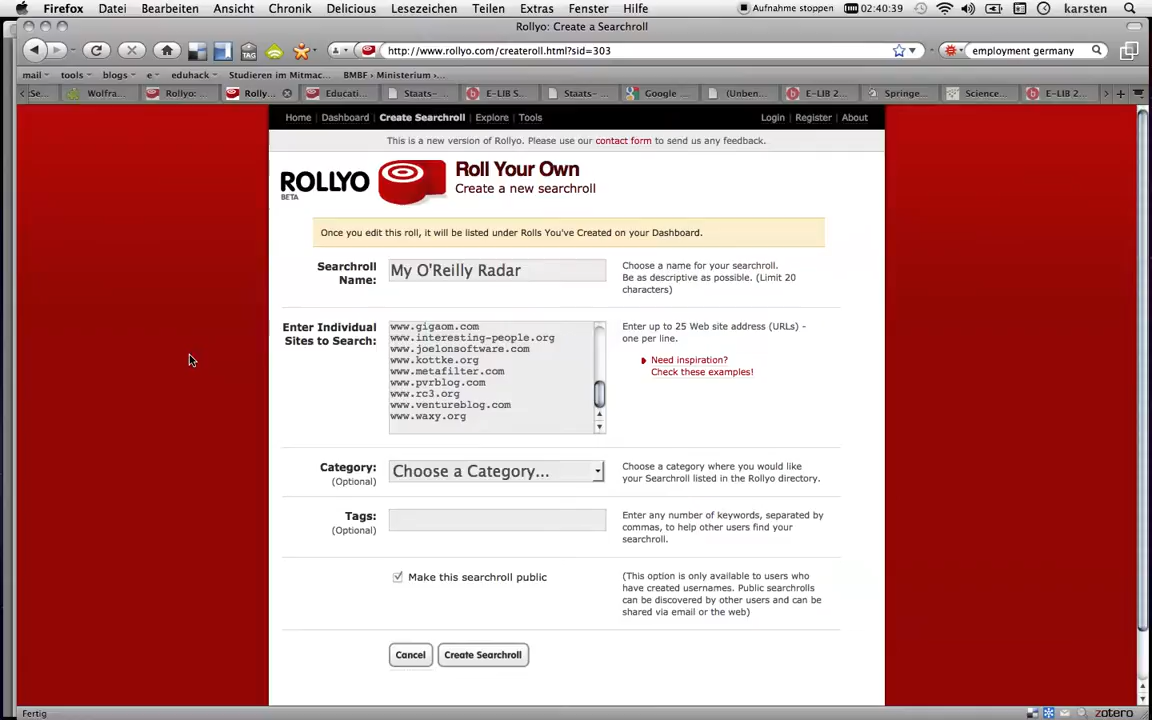 Firefox Datei Bearbeiten Ansicht Chronik Delicious Lesezeichen Teilen Extras Fenster Hilfe Aufnahme stoppen 02:40:39 karsten
Rollyo: Create a Searchroll
http://www.rollyo.com/createroll.html?sid=303 employment germany
mail tools blogs e eduhack Studieren im Mitmac... BMBF › Ministerium ›...
Se... Wolfra... Rollyo: ... Rolly... Educati... Staats-... E-LIB S... Staats-... Google ... (Unben... E-LIB 2... Springe... Science... E-LIB 2...
Home | Dashboard | Create Searchroll | Explore | Tools Login | Register | About
This is a new version of Rollyo. Please use our contact form to send us any feedback.
ROLLYO
BETA
Roll Your Own
Create a new searchroll
Once you edit this roll, it will be listed under Rolls You've Created on your Dashboard.
Searchroll
Name:
My O'Reilly Radar
Choose a name for your searchroll.
Be as descriptive as possible. (Limit 20
characters)
Enter Individual
Sites to Search:
www.gigaom.com
www.interesting-people.org
www.joelonsoftware.com
www.kottke.org
www.metafilter.com
www.pvrblog.com
www.rc3.org
www.ventureblog.com
www.waxy.org
Enter up to 25 Web site address (URLs) -
one per line.
Need inspiration?
Check these examples!
Category:
(Optional)
Choose a Category...
Choose a category where you would like
your Searchroll listed in the Rollyo directory.
Tags:
(Optional)
Enter any number of keywords, separated by
commas, to help other users find your
searchroll.
Make this searchroll public
(This option is only available to users who
have created usernames. Public searchrolls
can be discovered by other users and can be
shared via email or the web)
Cancel Create Searchroll
Fertig
zotero